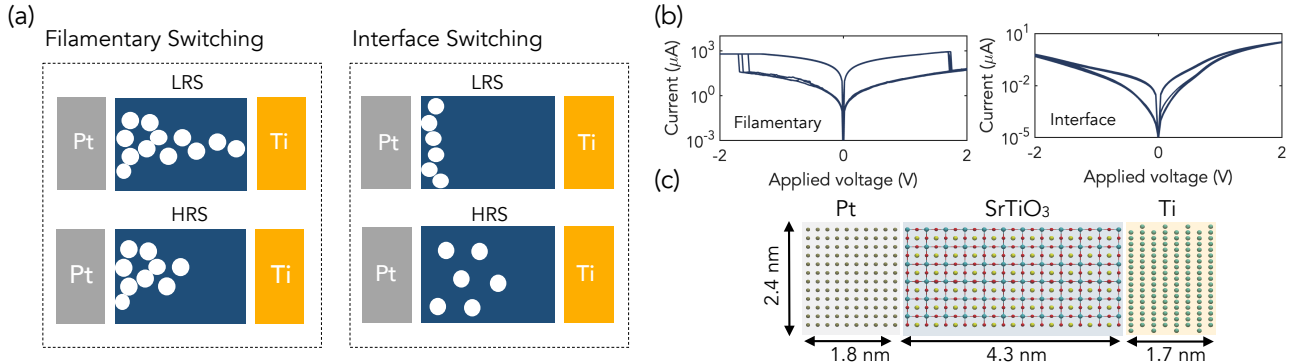 (a)
Filamentary Switching
LRS
Pt
Ti
HRS
Pt
Ti
Interface Switching
LRS
Pt
Ti
HRS
Pt
Ti
(b)
Current (μA)
10³
10⁰
10⁻³
Filamentary
-2
0
2
Applied voltage (V)
Current (μA)
10¹
10⁻²
10⁻⁵
Interface
-2
0
2
Applied voltage (V)
(c)
Pt
SrTiO₃
Ti
2.4 nm
1.8 nm
4.3 nm
1.7 nm